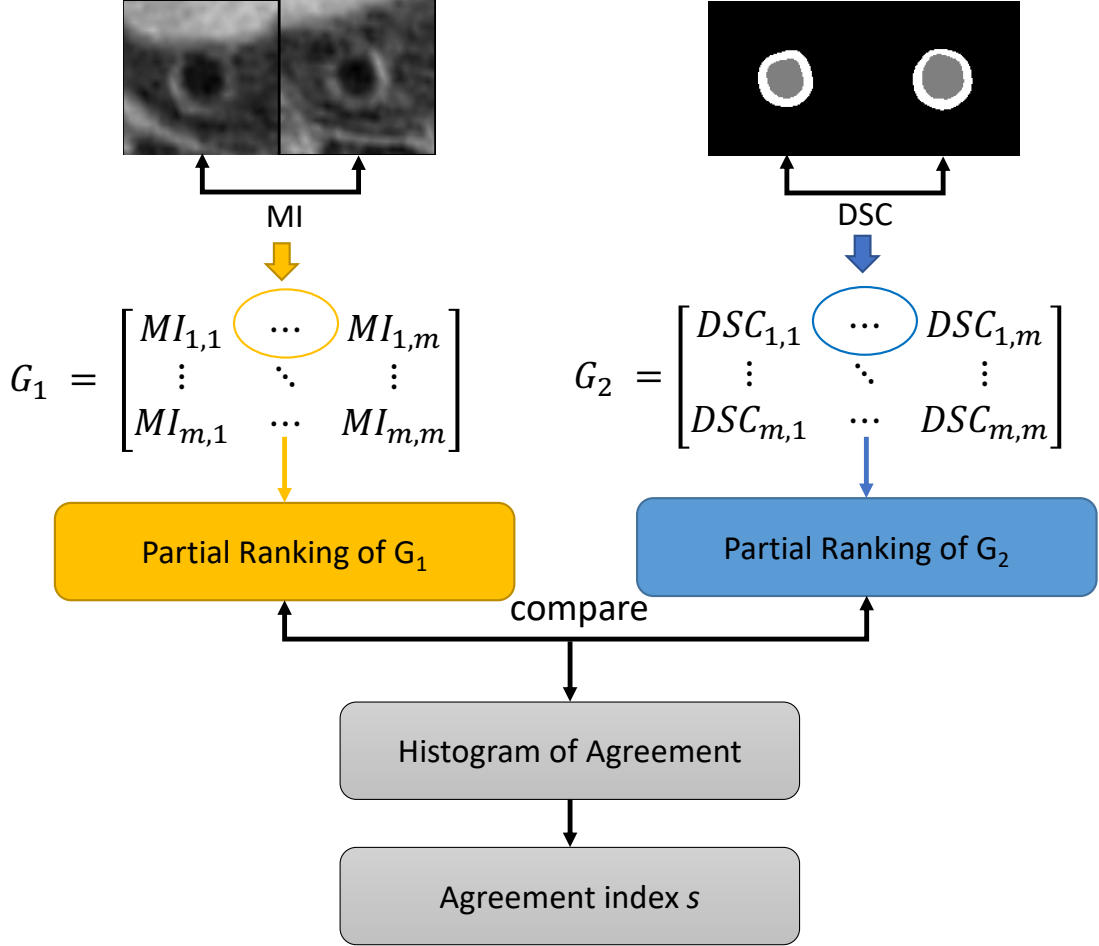 MI
DSC
G₁ = [MI₁,₁ ⋯ MI₁,ₘ
⋮ ⋱ ⋮
MIₘ,₁ ⋯ MIₘ,ₘ]
G₂ = [DSC₁,₁ ⋯ DSC₁,ₘ
⋮ ⋱ ⋮
DSCₘ,₁ ⋯ DSCₘ,ₘ]
Partial Ranking of G₁
Partial Ranking of G₂
compare
Histogram of Agreement
Agreement index s